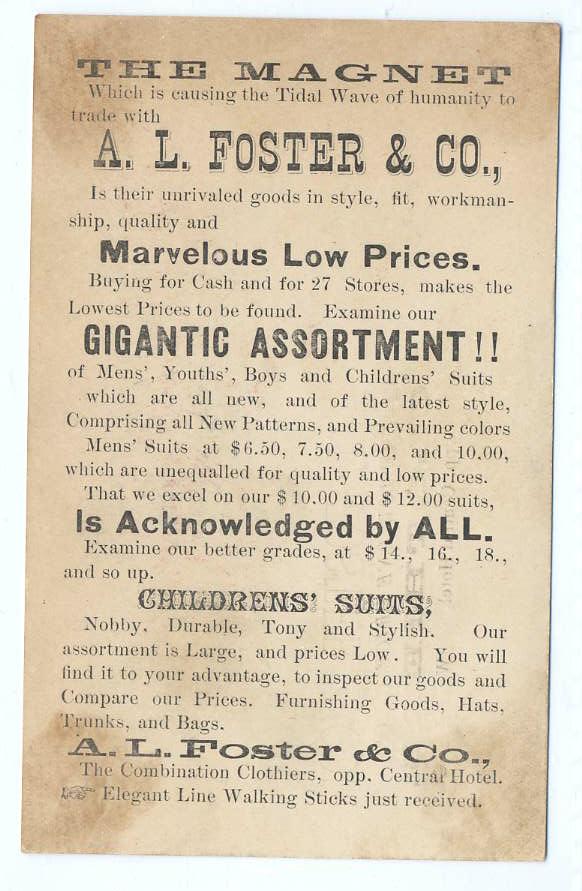 THE MAGNET
Which is causing the Tidal Wave of humanity to
trade with
A. L. FOSTER & CO.,
Is their unrivaled goods in style, fit, workman-
ship, quality and
Marvelous Low Prices.
Buying for Cash and for 27 Stores, makes the
Lowest Prices to be found. Examine our
GIGANTIC ASSORTMENT!!
of Mens', Youths', Boys and Childrens' Suits
which are all new, and of the latest style,
Comprising all New Patterns, and Prevailing colors
Mens' Suits at $6.50, 7.50, 8.00, and 10.00,
which are unequalled for quality and low prices.
That we excel on our $10.00 and $12.00 suits,
Is Acknowledged by ALL.
Examine our better grades, at $14., 16., 18.,
and so up.
CHILDRENS' SUITS,
Nobby, Durable, Tony and Stylish. Our
assortment is Large, and prices Low. You will
find it to your advantage, to inspect our goods and
Compare our Prices. Furnishing Goods, Hats,
Trunks, and Bags.
A. L. Foster & Co.,
The Combination Clothiers, opp. Central Hotel.
☞ Elegant Line Walking Sticks just received.